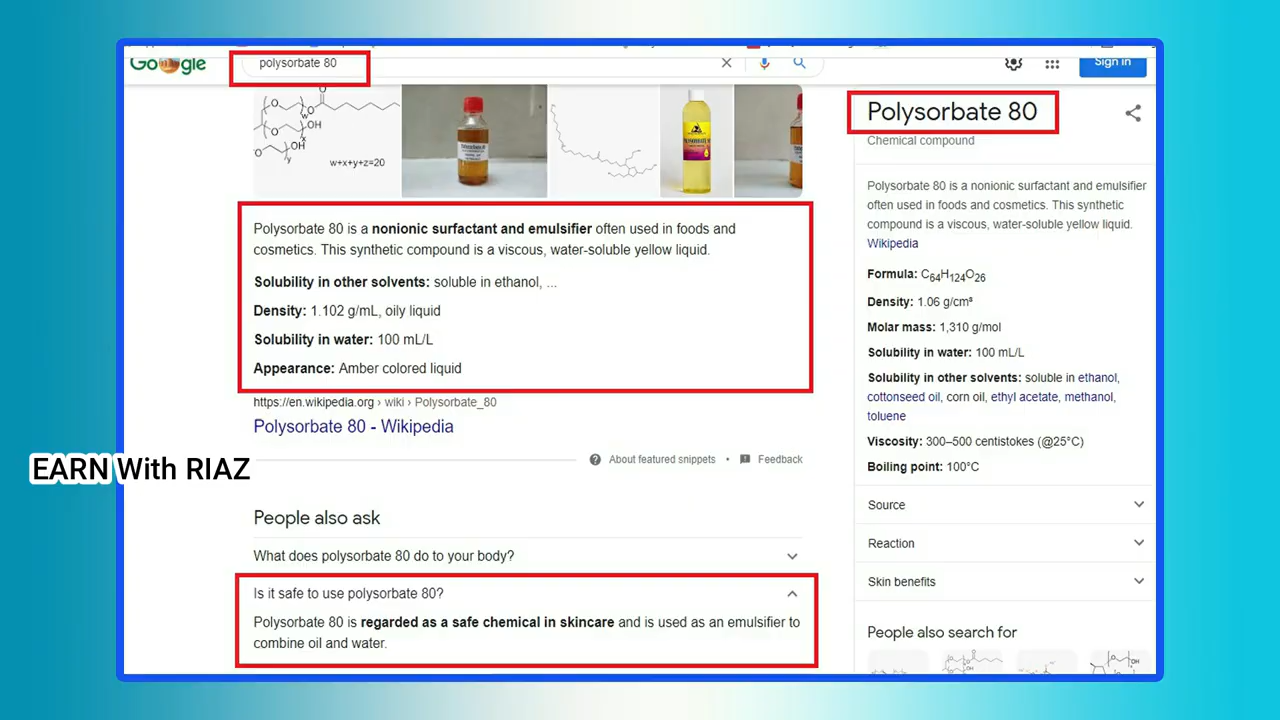 Google
polysorbate 80
Sign in
OH
OH
w+x+y+z=20
Polysorbate 80 is a nonionic surfactant and emulsifier often used in foods and
cosmetics. This synthetic compound is a viscous, water-soluble yellow liquid.
Solubility in other solvents: soluble in ethanol, ...
Density: 1.102 g/mL, oily liquid
Solubility in water: 100 mL/L
Appearance: Amber colored liquid
https://en.wikipedia.org › wiki › Polysorbate_80
Polysorbate 80 - Wikipedia
About featured snippets • Feedback
EARN With RIAZ
People also ask
What does polysorbate 80 do to your body?
Is it safe to use polysorbate 80?
Polysorbate 80 is regarded as a safe chemical in skincare and is used as an emulsifier to
combine oil and water.
Polysorbate 80
Chemical compound
Polysorbate 80 is a nonionic surfactant and emulsifier
often used in foods and cosmetics. This synthetic
compound is a viscous, water-soluble yellow liquid.
Wikipedia
Formula: C₆₄H₁₂₄O₂₆
Density: 1.06 g/cm³
Molar mass: 1,310 g/mol
Solubility in water: 100 mL/L
Solubility in other solvents: soluble in ethanol,
cottonseed oil, corn oil, ethyl acetate, methanol,
toluene
Viscosity: 300–500 centistokes (@25°C)
Boiling point: 100°C
Source
Reaction
Skin benefits
People also search for